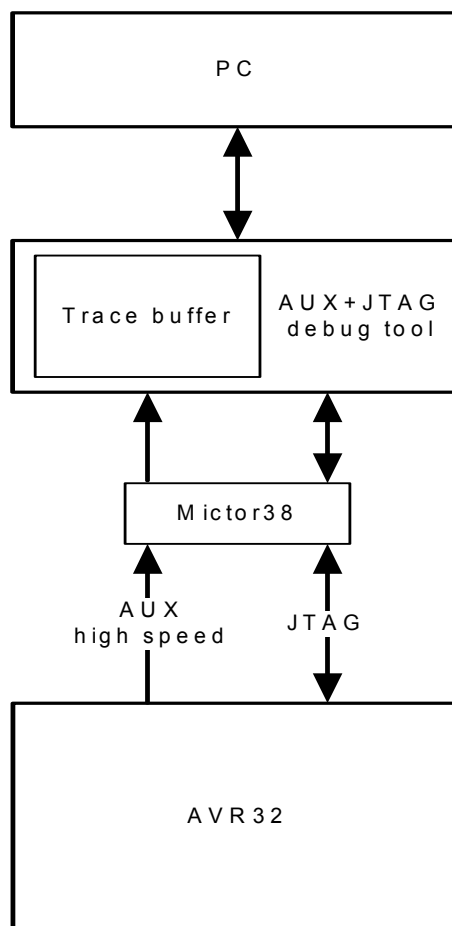 PC
Trace buffer
AUX+JTAG
debug tool
Mictor38
AUX
high speed
JTAG
AVR32